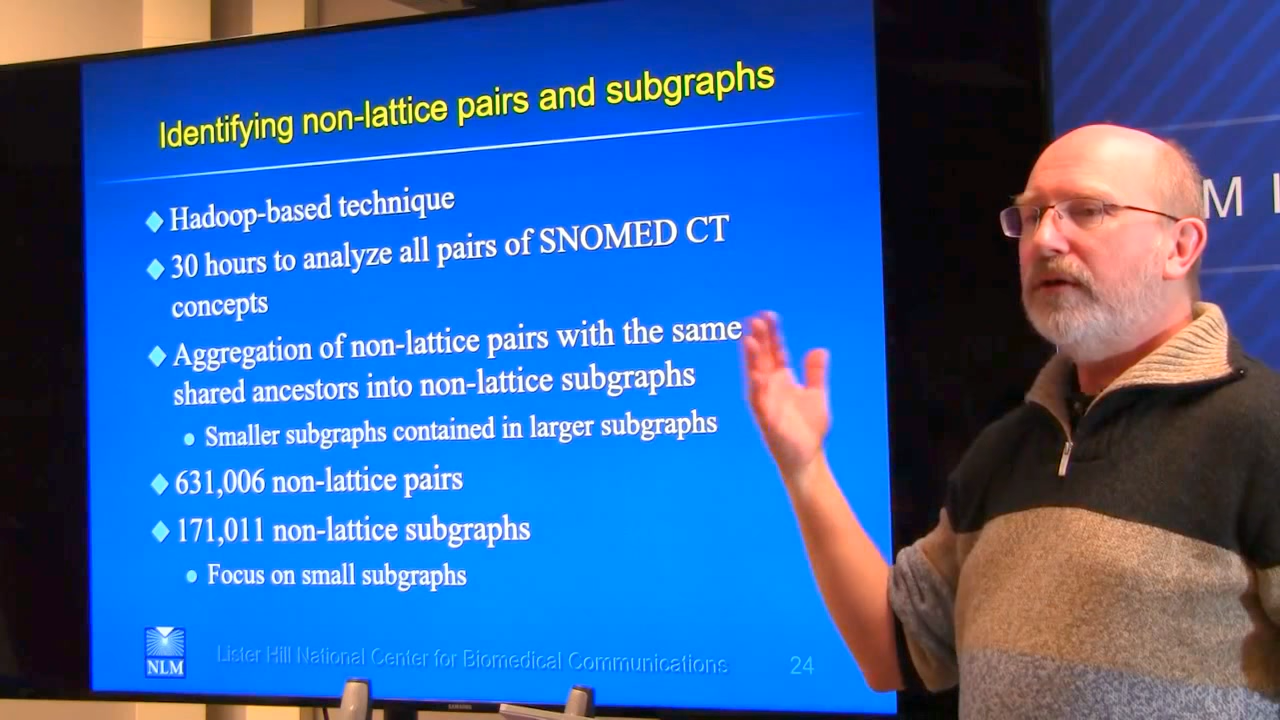 Identifying non-lattice pairs and subgraphs
Hadoop-based technique
30 hours to analyze all pairs of SNOMED CT
concepts
Aggregation of non-lattice pairs with the same
shared ancestors into non-lattice subgraphs
Smaller subgraphs contained in larger subgraphs
631,006 non-lattice pairs
171,011 non-lattice subgraphs
Focus on small subgraphs
NLM
Lister Hill National Center for Biomedical Communications
24
SAMSUNG
M